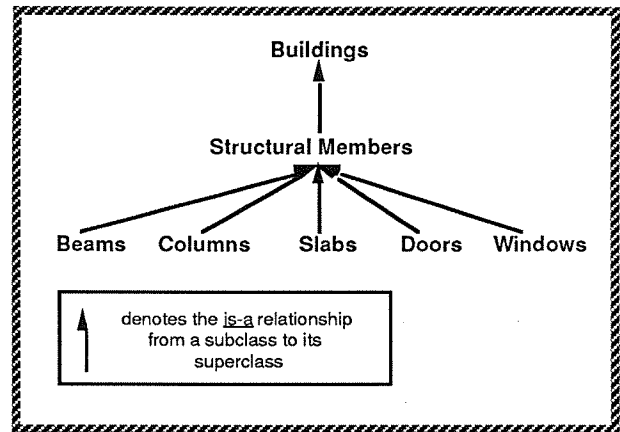 Buildings
Structural Members
Beams Columns Slabs Doors Windows
denotes the is-a relationship
from a subclass to its
superclass